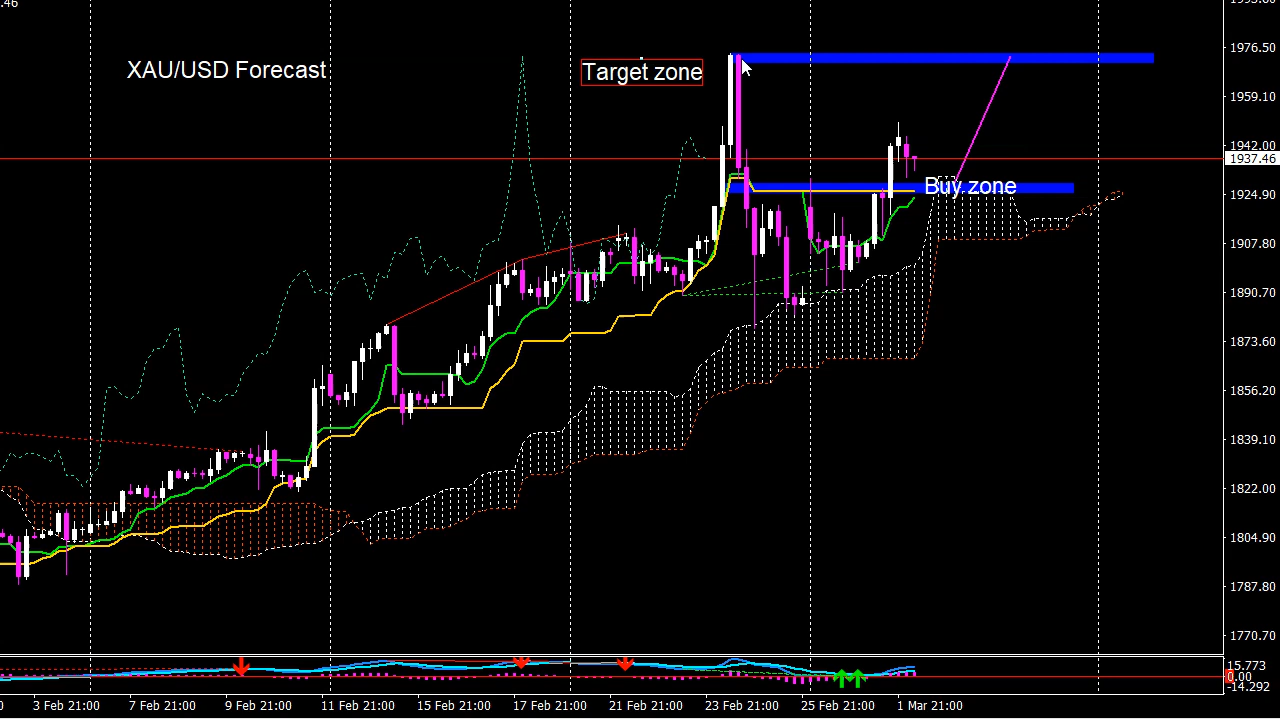 .46
XAU/USD Forecast
Target zone
Buy zone
1976.50
1959.10
1942.00
1937.46
1924.90
1907.80
1890.70
1873.60
1856.20
1839.10
1822.00
1804.90
1787.80
1770.70
15.773
0.00
-14.292
3 Feb 21:00
7 Feb 21:00
9 Feb 21:00
11 Feb 21:00
15 Feb 21:00
17 Feb 21:00
21 Feb 21:00
23 Feb 21:00
25 Feb 21:00
1 Mar 21:00